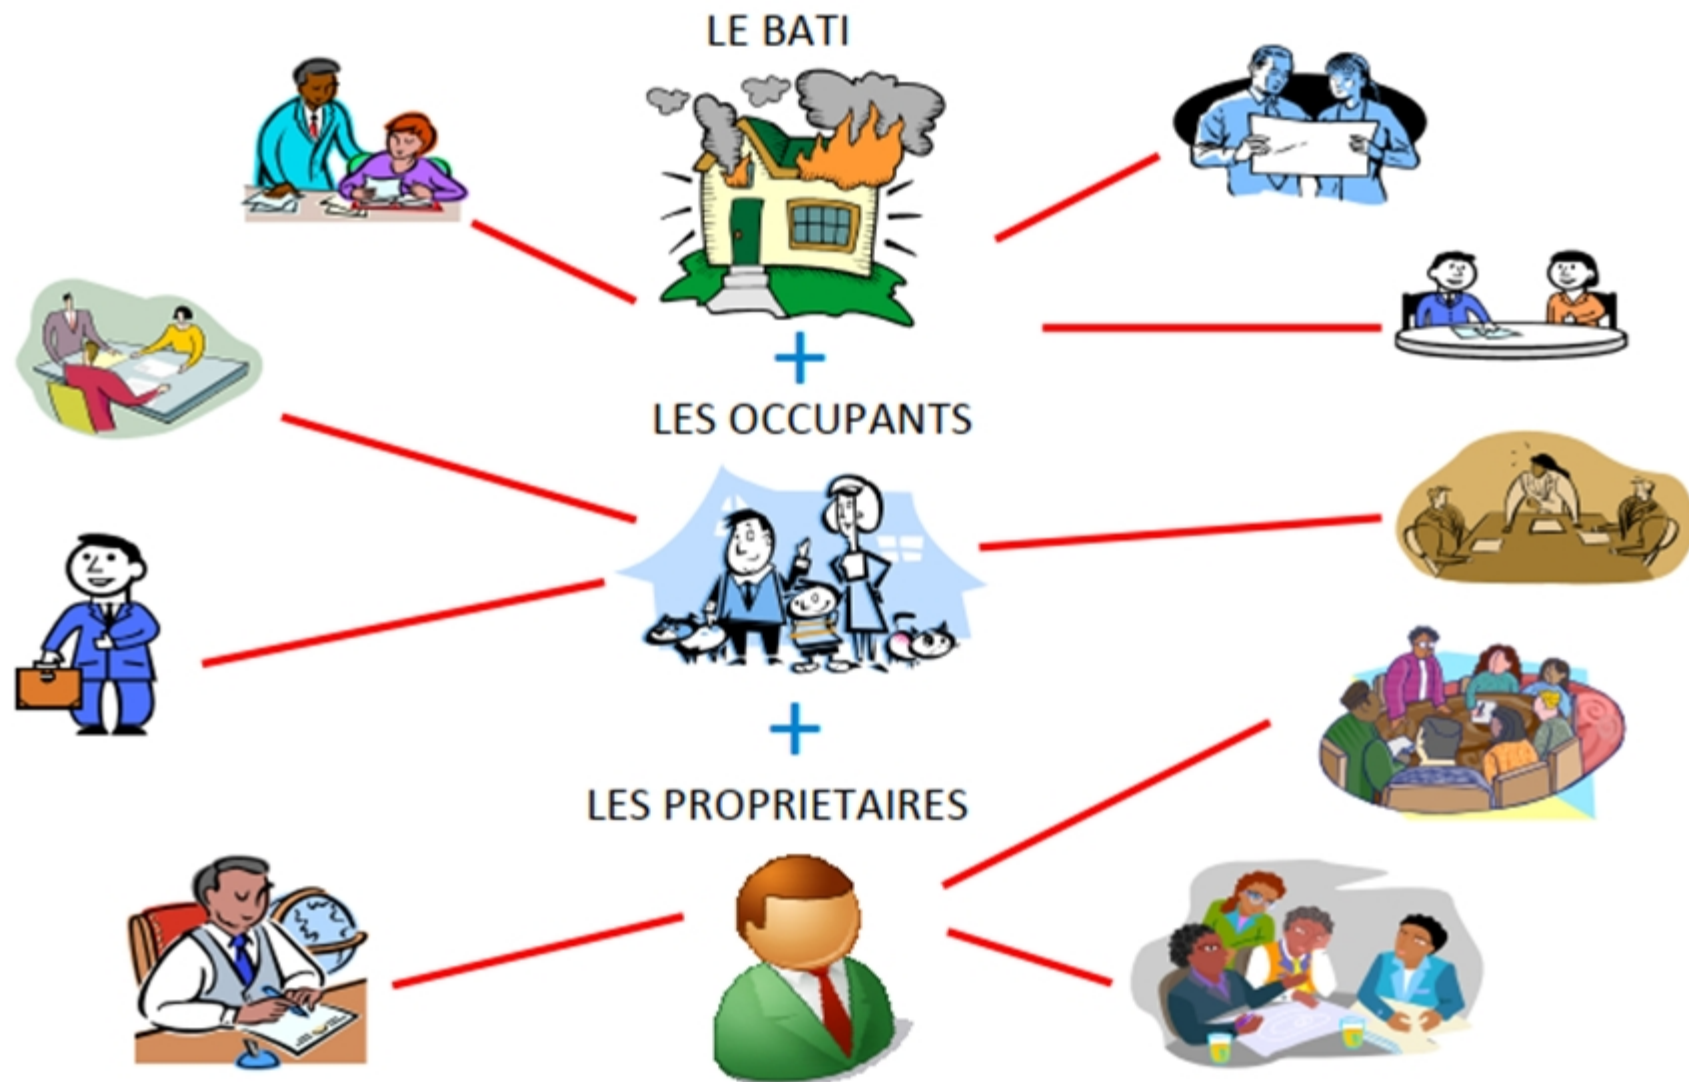 LE BATI
+
LES OCCUPANTS
+
LES PROPRIETAIRES